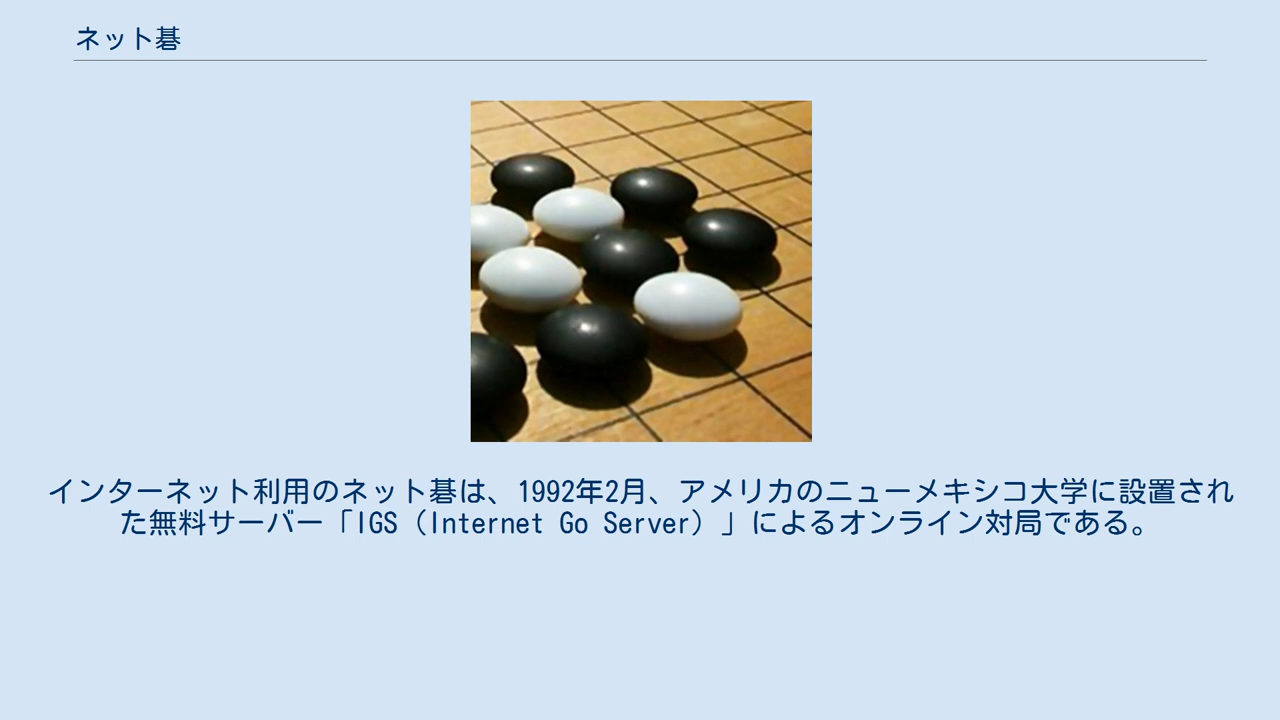 ネット碁
インターネット利用のネット碁は、1992年2月、アメリカのニューメキシコ大学に設置され
た無料サーバー「IGS（Internet Go Server）」によるオンライン対局である。